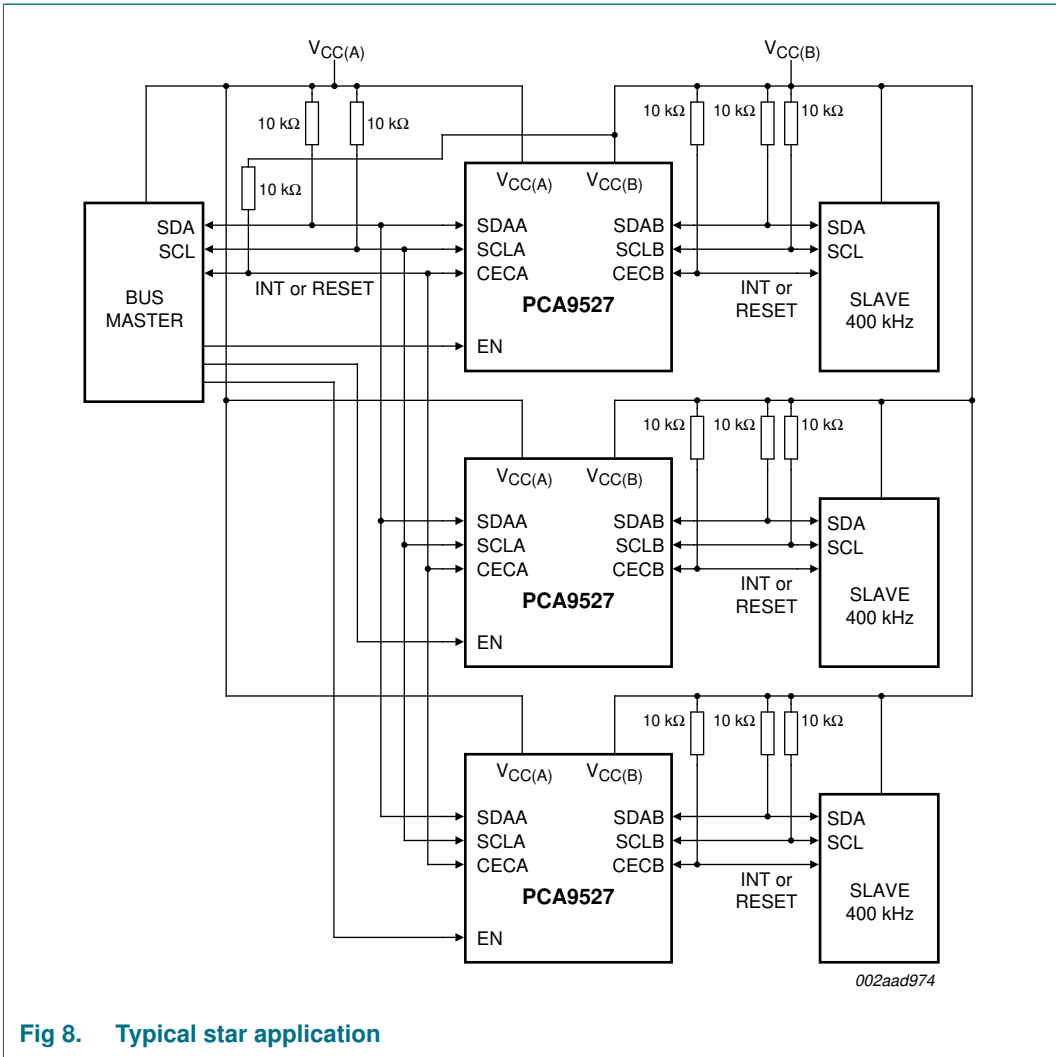 VCC(A)
VCC(B)
10 kΩ
10 kΩ
10 kΩ
10 kΩ
10 kΩ
10 kΩ
VCC(A)
VCC(B)
SDA
SCL
BUS
MASTER
INT or RESET
SDAA
SCLA
CECA
PCA9527
EN
SDAB
SCLB
CECB
INT or
RESET
SDA
SCL
SLAVE
400 kHz
10 kΩ
10 kΩ
10 kΩ
VCC(A)
VCC(B)
SDAA
SCLA
CECA
PCA9527
EN
SDAB
SCLB
CECB
INT or
RESET
SDA
SCL
SLAVE
400 kHz
10 kΩ
10 kΩ
10 kΩ
VCC(A)
VCC(B)
SDAA
SCLA
CECA
PCA9527
EN
SDAB
SCLB
CECB
INT or
RESET
SDA
SCL
SLAVE
400 kHz
002aad974
Fig 8. Typical star application